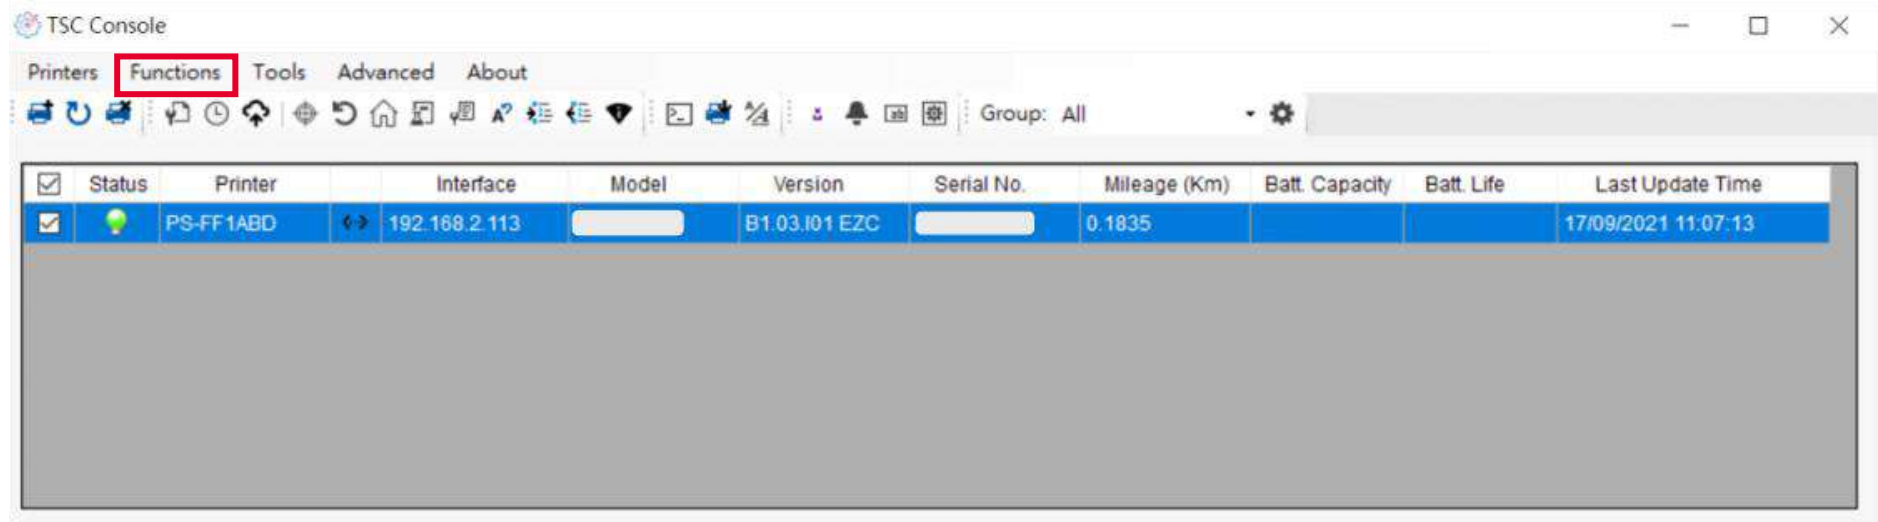 TSC Console
Printers Functions Tools Advanced About
Group: All
Status Printer Interface Model Version Serial No. Mileage (Km) Batt. Capacity Batt. Life Last Update Time
PS-FF1ABD 192.168.2.113 B1.03.I01 EZC 0.1835 17/09/2021 11:07:13